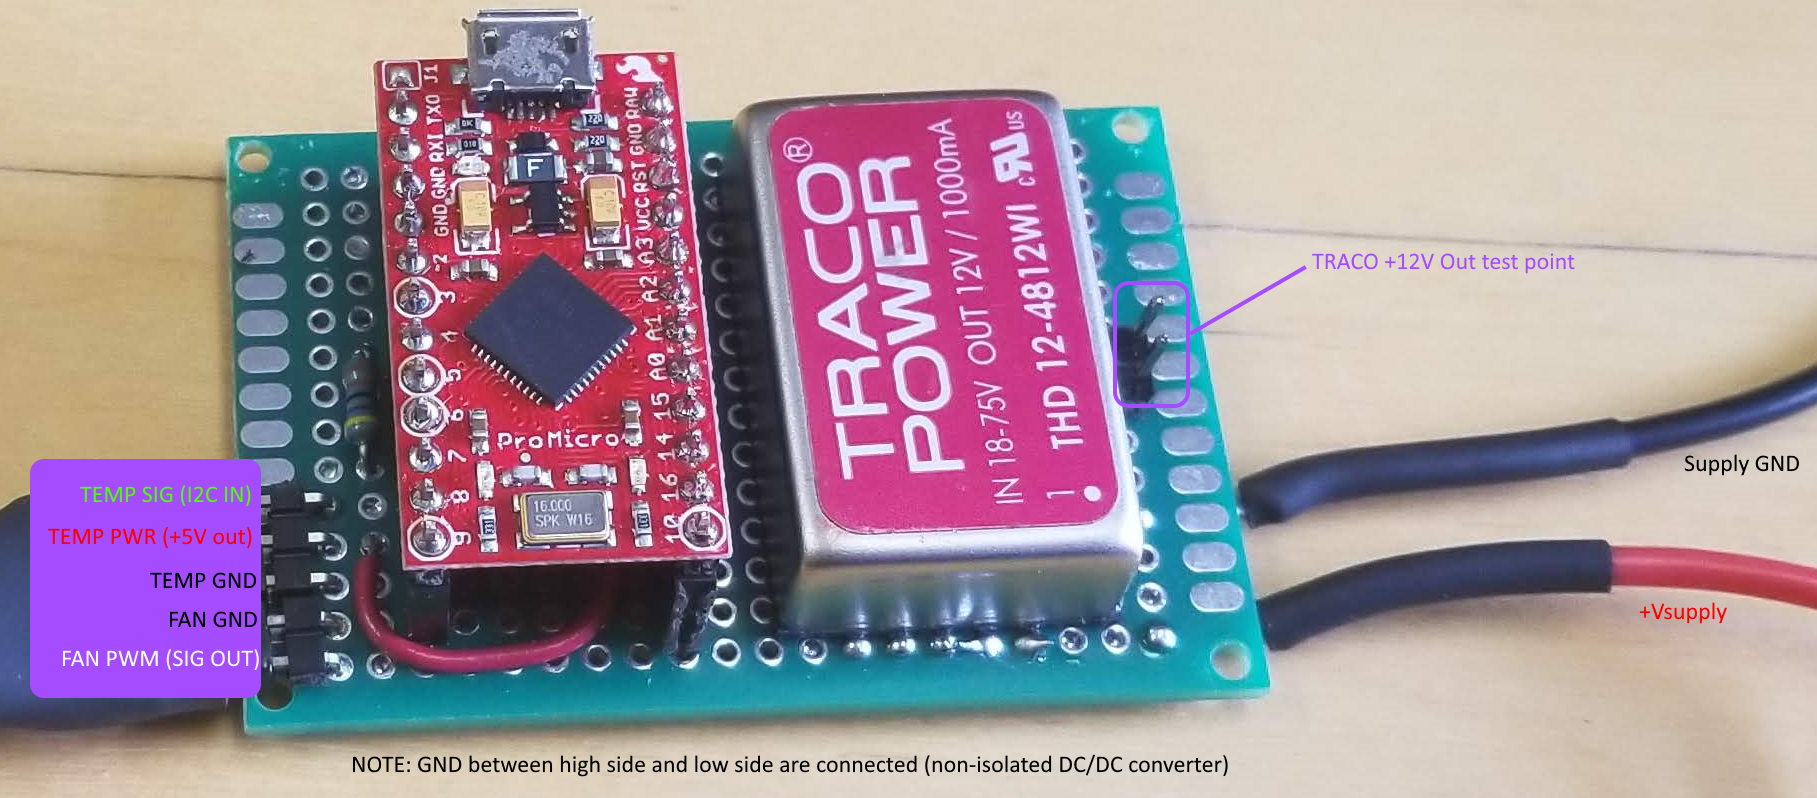 J1
TXO
RXI
GND
GND
2
3
4
5
6
7
8
9
RAW
GND
RST
VCC
A3
A2
A1
A0
15
14
16
10
220
220
F
ProMicro
16.000
SPK W16
TRACO
POWER
®
IN 18-75V OUT 12V / 1000mA
THD 12-4812WI
c US
1
TRACO +12V Out test point
Supply GND
+Vsupply
TEMP SIG (I2C IN)
TEMP PWR (+5V out)
TEMP GND
FAN GND
FAN PWM (SIG OUT)
NOTE: GND between high side and low side are connected (non-isolated DC/DC converter)